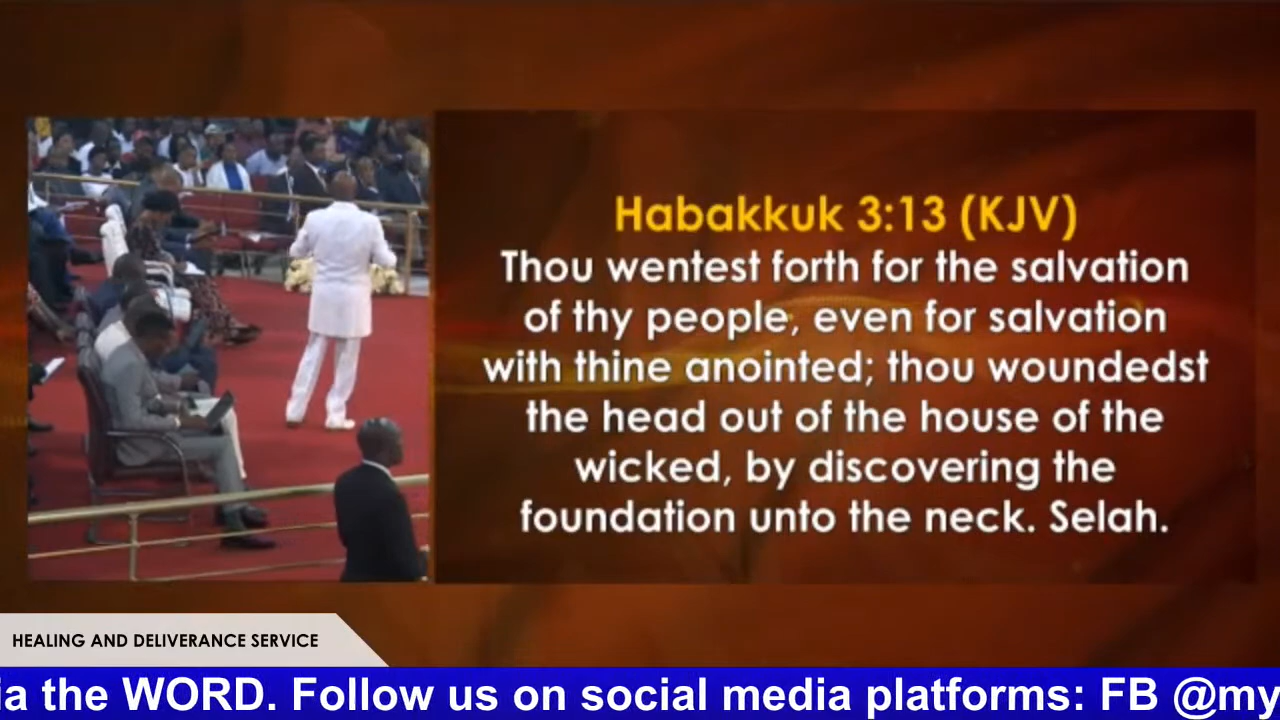 Habakkuk 3:13 (KJV)
Thou wentest forth for the salvation
of thy people, even for salvation
with thine anointed; thou woundedst
the head out of the house of the
wicked, by discovering the
foundation unto the neck. Selah.
HEALING AND DELIVERANCE SERVICE
ia the WORD. Follow us on social media platforms: FB @my